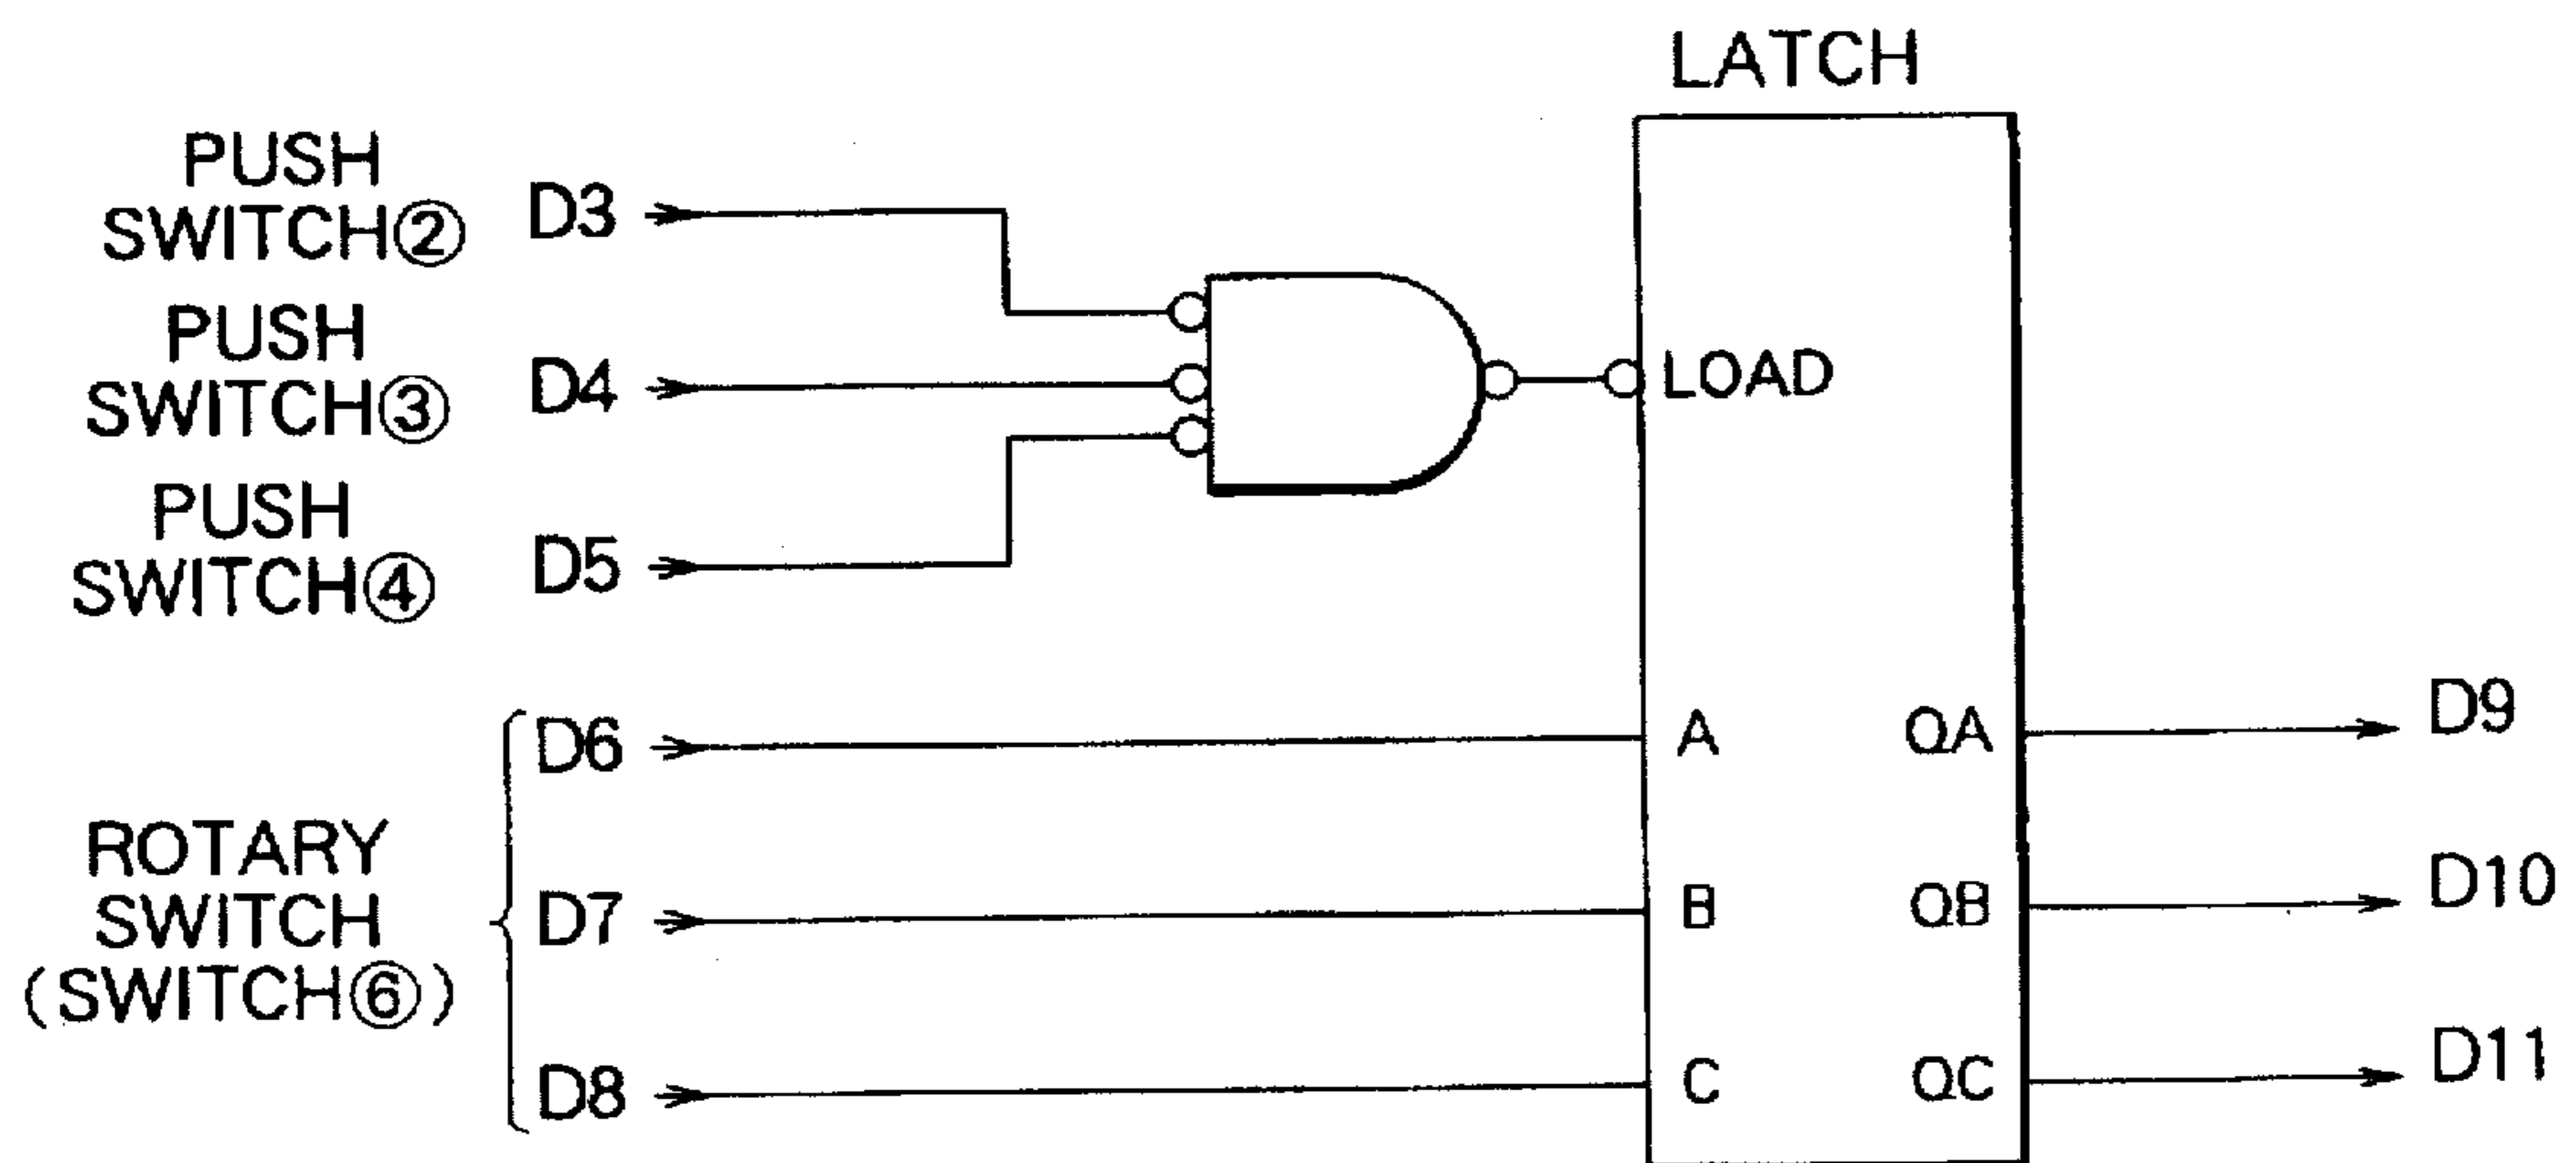 LATCH
PUSH
SWITCH② D3
PUSH
SWITCH③ D4
LOAD
PUSH
SWITCH④ D5
D6 A QA D9
ROTARY
SWITCH D7 B QB D10
(SWITCH⑥)
D8 C QC D11